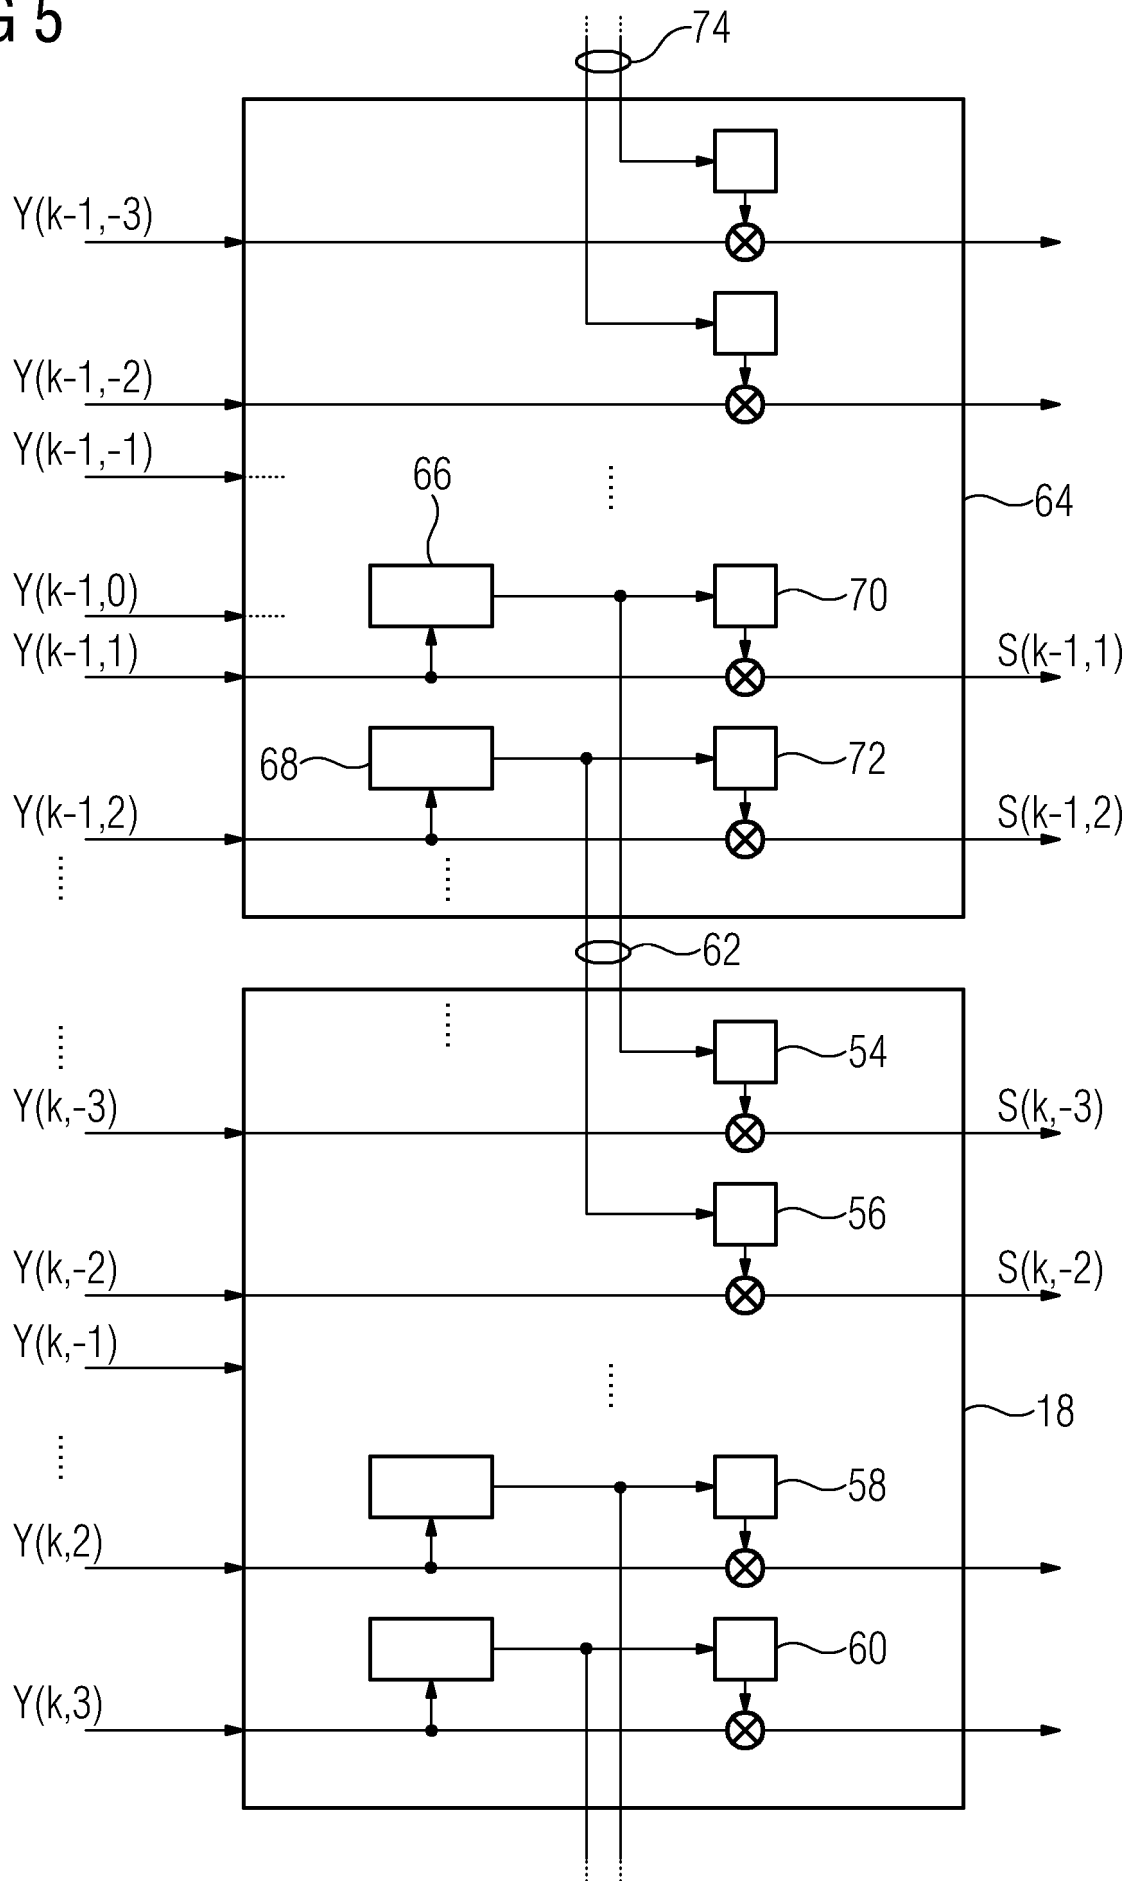 G 5
74
Y(k-1,-3)
Y(k-1,-2)
Y(k-1,-1)
66
64
Y(k-1,0)
70
Y(k-1,1)
S(k-1,1)
68
72
Y(k-1,2)
S(k-1,2)
62
54
Y(k,-3)
S(k,-3)
56
Y(k,-2)
S(k,-2)
Y(k,-1)
18
58
Y(k,2)
60
Y(k,3)